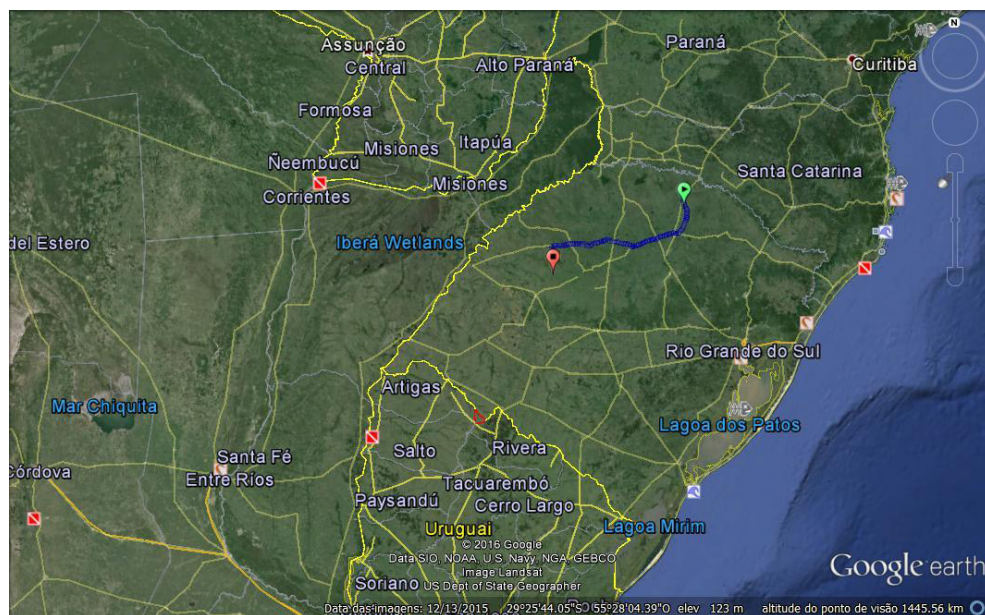 N
Paraná
Assunção
Curitiba
Central
Alto Paraná
Formosa
Itapúa
Misiones
Ñeembucú
Santa Catarina
Misiones
Corrientes
del Estero
Iberá Wetlands
Rio Grande do Sul
Artigas
Mar Chiquita
Lagoa dos Patos
Rivera
Salto
Santa Fé
Córdova
Entre Ríos
Tacuarembó
Paysandú
Cerro Largo
Lagoa Mirim
Uruguai
© 2016 Google
Data SIO, NOAA, U.S. Navy, NGA, GEBCO
Image Landsat
Google earth
Soriano
US Dept of State Geographer
Data das imagens: 12/13/2015 29°25'44.05"S 55°28'04.39"O elev 123 m altitude do ponto de visão 1445.56 km